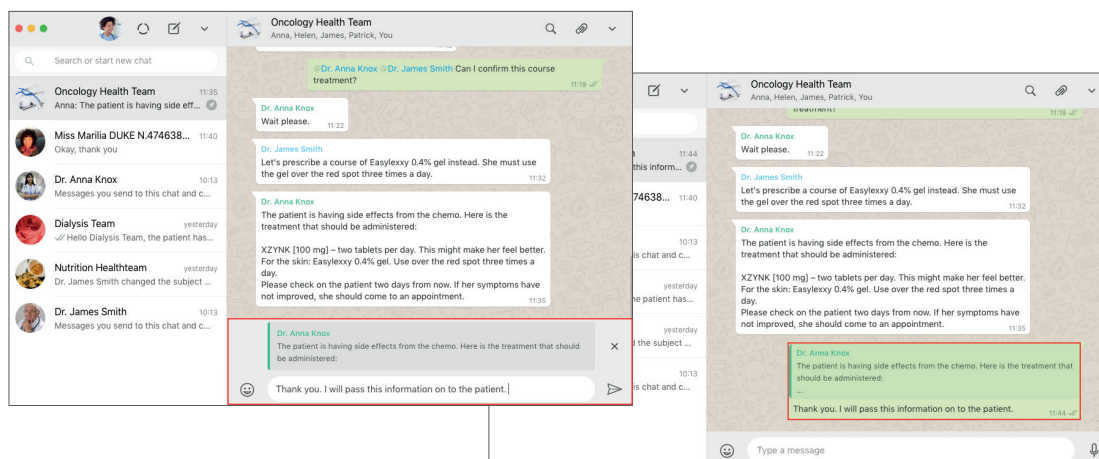 Oncology Health Team
Anna, Helen, James, Patrick, You
Search or start new chat
Oncology Health Team 11:35
Anna: The patient is having side eff...
Miss Marilia DUKE N.474638... 11:40
Okay, thank you
Dr. Anna Knox 10:13
Messages you send to this chat and c...
Dialysis Team yesterday
Hello Dialysis Team, the patient has...
Nutrition Healthteam yesterday
Dr. James Smith changed the subject ...
Dr. James Smith 10:13
Messages you send to this chat and c...
@Dr. Anna Knox @Dr. James Smith Can I confirm this course
treatment?
11:19
Dr. Anna Knox
Wait please. 11:22
Dr. James Smith
Let's prescribe a course of Easylexxy 0.4% gel instead. She must use
the gel over the red spot three times a day.
11:32
Dr. Anna Knox
The patient is having side effects from the chemo. Here is the
treatment that should be administered:
XZYNK [100 mg] – two tablets per day. This might make her feel better.
For the skin: Easylexxy 0.4% gel. Use over the red spot three times a
day.
Please check on the patient two days from now. If her symptoms have
not improved, she should come to an appointment.
11:35
Dr. Anna Knox
The patient is having side effects from the chemo. Here is the treatment that should
be administered:
Thank you. I will pass this information on to the patient.
Oncology Health Team
Anna, Helen, James, Patrick, You
11:44
this inform...
74638... 11:40
10:13
is chat and c...
yesterday
he patient has...
yesterday
d the subject ...
10:13
is chat and c...
treatment?
11:19
Dr. Anna Knox
Wait please. 11:22
Dr. James Smith
Let's prescribe a course of Easylexxy 0.4% gel instead. She must use
the gel over the red spot three times a day.
11:32
Dr. Anna Knox
The patient is having side effects from the chemo. Here is the
treatment that should be administered:
XZYNK [100 mg] – two tablets per day. This might make her feel better.
For the skin: Easylexxy 0.4% gel. Use over the red spot three times a
day.
Please check on the patient two days from now. If her symptoms have
not improved, she should come to an appointment.
11:35
Dr. Anna Knox
The patient is having side effects from the chemo. Here is the treatment that
should be administered:
...
Thank you. I will pass this information on to the patient.
11:44
Type a message